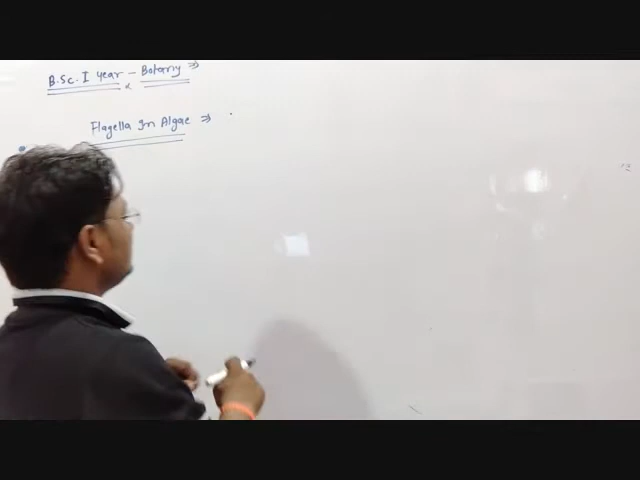 B.Sc. I Year - Botany ⇒
Flagella In Algae ⇒